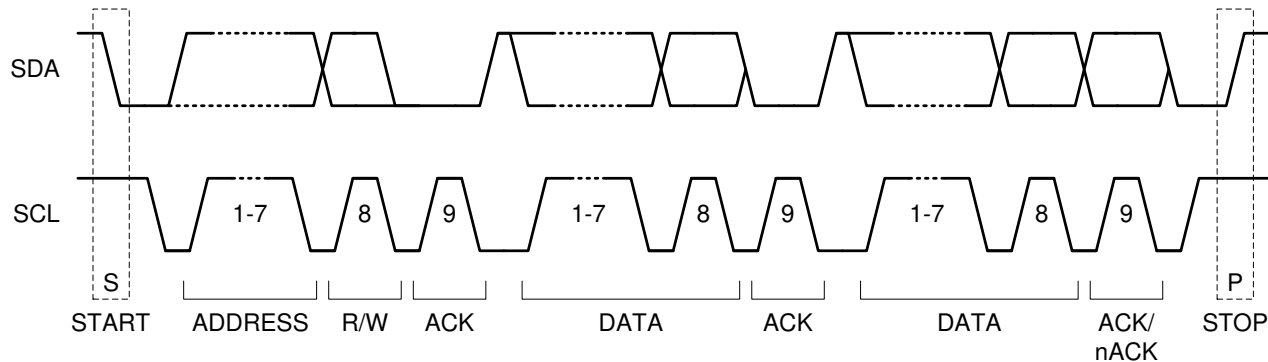 SDA
SCL
1-7
8
9
1-7
8
9
1-7
8
9
S
P
START
ADDRESS
R/W
ACK
DATA
ACK
DATA
ACK/
nACK
STOP